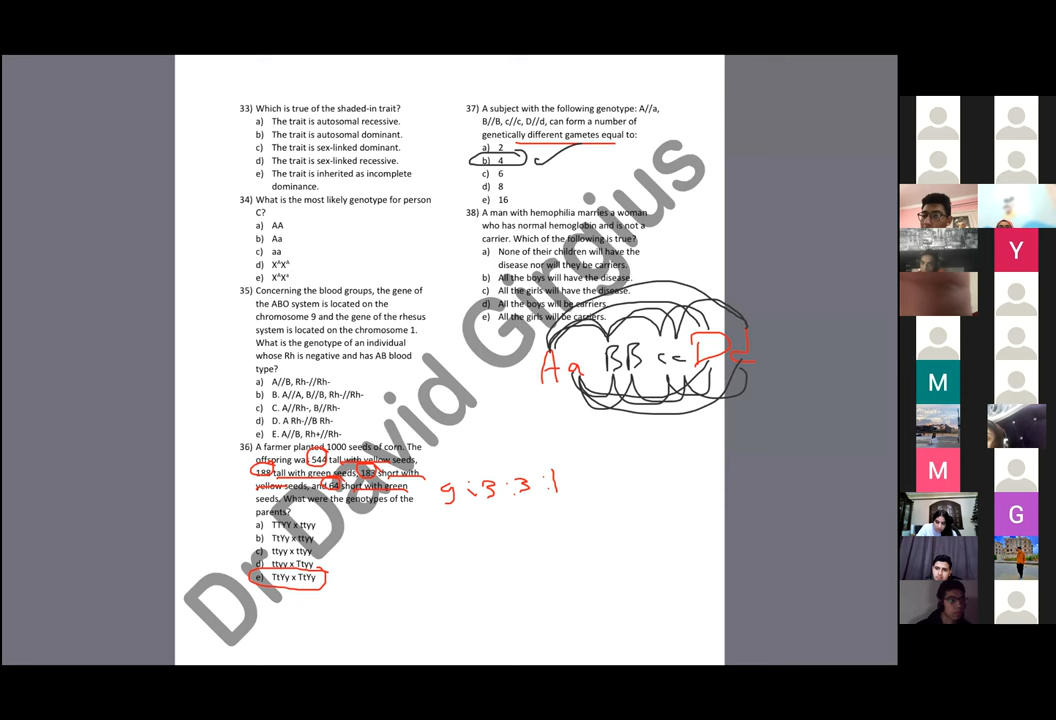 33) Which is true of the shaded-in trait?
a) The trait is autosomal recessive.
b) The trait is autosomal dominant.
c) The trait is sex-linked dominant.
d) The trait is sex-linked recessive.
e) The trait is inherited as incomplete
dominance.
34) What is the most likely genotype for person
C?
a) AA
b) Aa
c) aa
d) XᴬXᴬ
e) XᴬXᵃ
35) Concerning the blood groups, the gene of
the ABO system is located on the
chromosome 9 and the gene of the rhesus
system is located on the chromosome 1.
What is the genotype of an individual
whose Rh is negative and has AB blood
type?
a) A//B, Rh-//Rh-
b) B. A//A, B//B, Rh-//Rh-
c) C. A//Rh-, B//Rh-
d) D. A Rh-//B Rh-
e) E. A//B, Rh+//Rh-
36) A farmer planted 1000 seeds of corn. The
offspring was 544 tall with yellow seeds,
188 tall with green seeds, 183 short with
yellow seeds, and 64 short with green
seeds. What were the genotypes of the
parents?
a) TTYY x ttyy
b) TtYy x ttyy
c) ttyy x ttyy
d) ttyy x Ttyy
e) TtYy x TtYy
37) A subject with the following genotype: A//a,
B//B, c//c, D//d, can form a number of
genetically different gametes equal to:
a) 2
b) 4
c) 6
d) 8
e) 16
38) A man with hemophilia marries a woman
who has normal hemoglobin and is not a
carrier. Which of the following is true?
a) None of their children will have the
disease nor will they be carriers.
b) All the boys will have the disease.
c) All the girls will have the disease.
d) All the boys will be carriers.
e) All the girls will be carriers.
Aa BB cc Dd
9 : 3 : 3 : 1
Dr David Girgius
Y
M
M
G